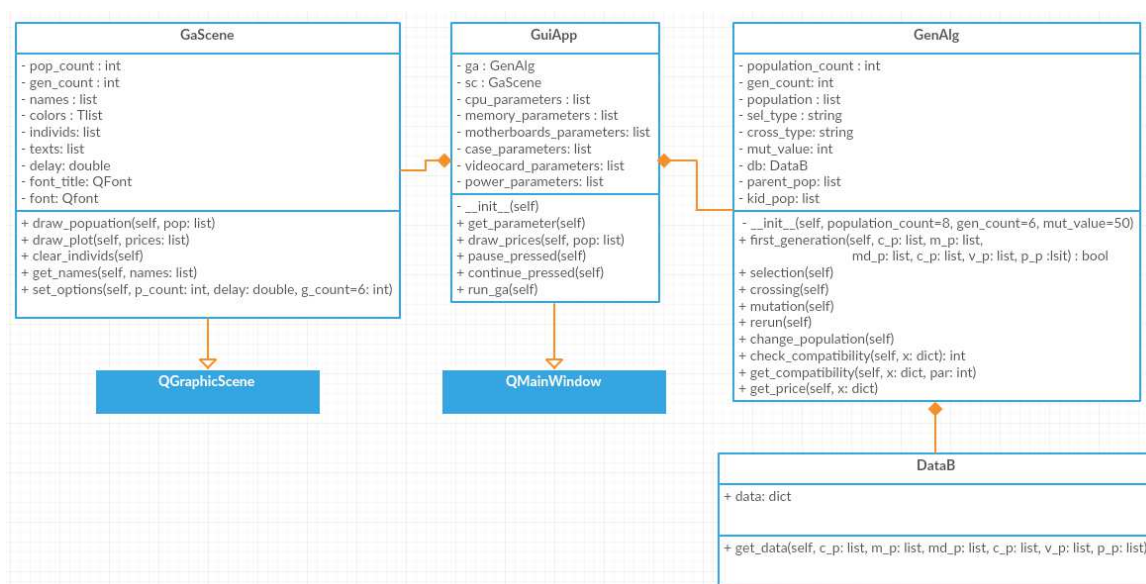 GaScene
- pop_count : int
- gen_count : int
- names : list
- colors : Tlist
- individs: list
- texts: list
- delay: double
- font_title: QFont
- font: Qfont
+ draw_popuation(self, pop: list)
+ draw_plot(self, prices: list)
+ clear_individs(self)
+ get_names(self, names: list)
+ set_options(self, p_count: int, delay: double, g_count=6: int)
QGraphicScene
GuiApp
- ga : GenAlg
- sc : GaScene
- cpu_parameters : list
- memory_parameters : list
- motherboards_parameters: list
- case_parameters: list
- videocard_parameters: list
- power_parameters: list
- __init__(self)
+ get_parameter(self)
+ draw_prices(self, pop: list)
+ pause_pressed(self)
+ continue_pressed(self)
+ run_ga(self)
QMainWindow
GenAlg
- population_count : int
- gen_count: int
- population : list
- sel_type : string
- cross_type: string
- mut_value: int
- db: DataB
- parent_pop: list
- kid_pop: list
- __init__(self, population_count=8, gen_count=6, mut_value=50)
+ first_generation(self, c_p: list, m_p: list,
md_p: list, c_p: list, v_p: list, p_p :lsit) : bool
+ selection(self)
+ crossing(self)
+ mutation(self)
+ rerun(self)
+ change_population(self)
+ check_compatibility(self, x: dict): int
+ get_compatibility(self, x: dict, par: int)
+ get_price(self, x: dict)
DataB
+ data: dict
+ get_data(self, c_p: list, m_p: list, md_p: list, c_p: list, v_p: list, p_p: list)